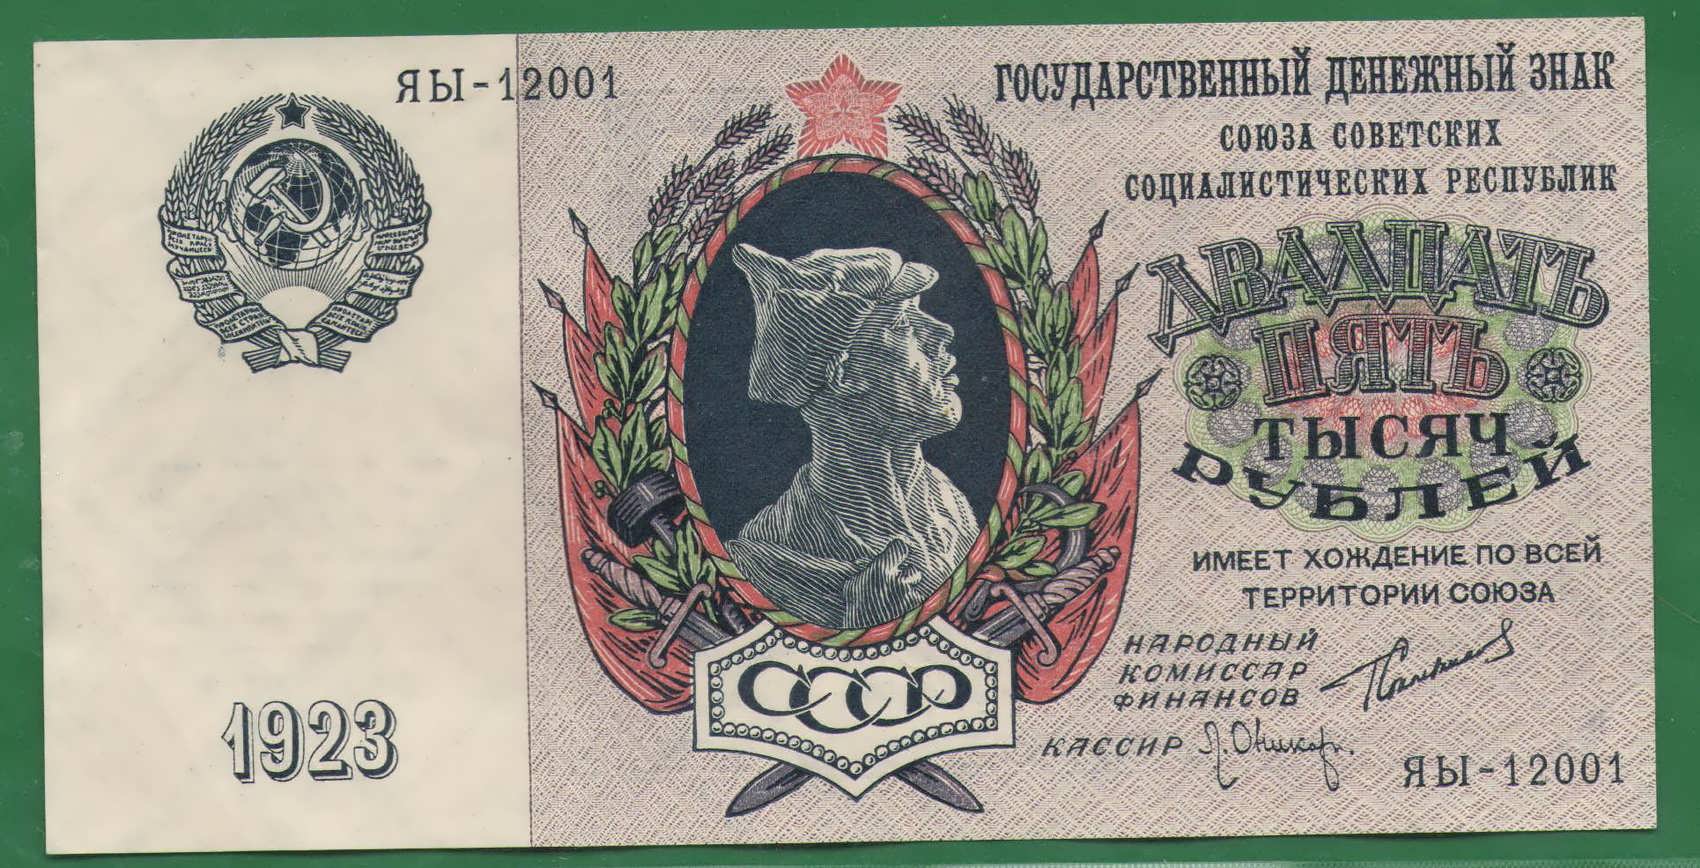 ЯЫ-12001
ГОСУДАРСТВЕННЫЙ ДЕНЕЖНЫЙ ЗНАК
СОЮЗА СОВЕТСКИХ
СОЦИАЛИСТИЧЕСКИХ РЕСПУБЛИК
ДВАДЦАТЬ
ПЯТЬ
ТЫСЯЧ
РУБЛЕЙ
ИМЕЕТ ХОЖДЕНИЕ ПО ВСЕЙ
ТЕРРИТОРИИ СОЮЗА
НАРОДНЫЙ
КОМИССАР
ФИНАНСОВ
КАССИР
ЯЫ-12001
СССР
1923